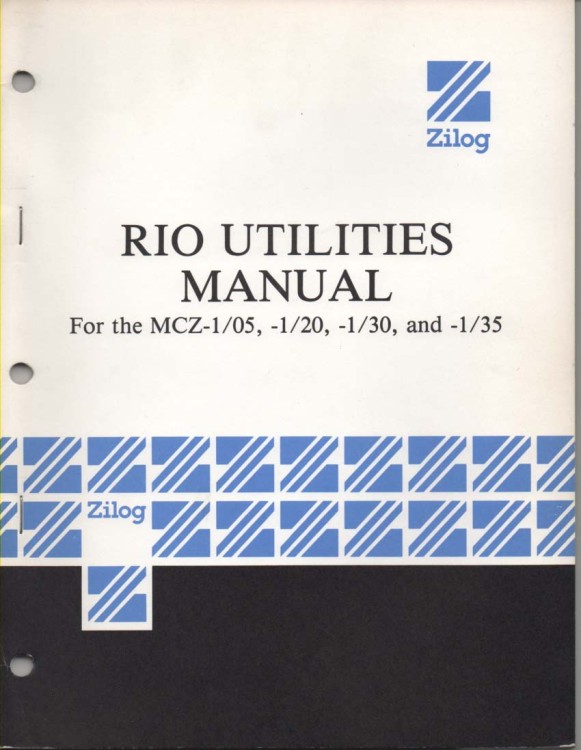 Zilog
RIO UTILITIES
MANUAL
For the MCZ-1/05, -1/20, -1/30, and -1/35
Zilog